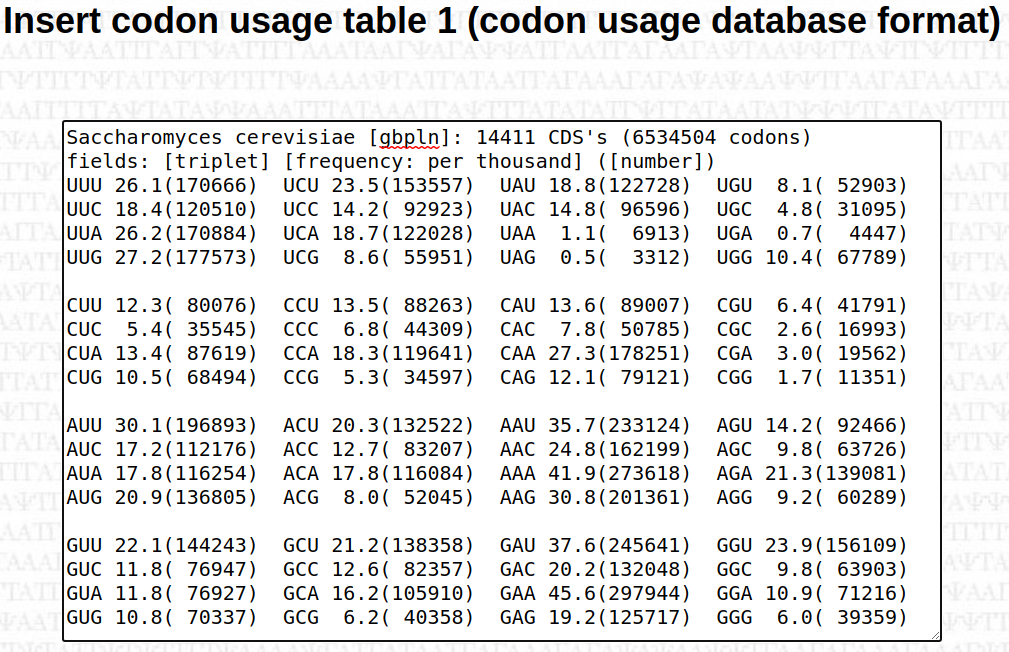 Insert codon usage table 1 (codon usage database format)
Saccharomyces cerevisiae [gbpln]: 14411 CDS's (6534504 codons)
fields: [triplet] [frequency: per thousand] ([number])
UUU 26.1(170666)  UCU 23.5(153557)  UAU 18.8(122728)  UGU  8.1( 52903)
UUC 18.4(120510)  UCC 14.2( 92923)  UAC 14.8( 96596)  UGC  4.8( 31095)
UUA 26.2(170884)  UCA 18.7(122028)  UAA  1.1(  6913)  UGA  0.7(  4447)
UUG 27.2(177573)  UCG  8.6( 55951)  UAG  0.5(  3312)  UGG 10.4( 67789)
CUU 12.3( 80076)  CCU 13.5( 88263)  CAU 13.6( 89007)  CGU  6.4( 41791)
CUC  5.4( 35545)  CCC  6.8( 44309)  CAC  7.8( 50785)  CGC  2.6( 16993)
CUA 13.4( 87619)  CCA 18.3(119641)  CAA 27.3(178251)  CGA  3.0( 19562)
CUG 10.5( 68494)  CCG  5.3( 34597)  CAG 12.1( 79121)  CGG  1.7( 11351)
AUU 30.1(196893)  ACU 20.3(132522)  AAU 35.7(233124)  AGU 14.2( 92466)
AUC 17.2(112176)  ACC 12.7( 83207)  AAC 24.8(162199)  AGC  9.8( 63726)
AUA 17.8(116254)  ACA 17.8(116084)  AAA 41.9(273618)  AGA 21.3(139081)
AUG 20.9(136805)  ACG  8.0( 52045)  AAG 30.8(201361)  AGG  9.2( 60289)
GUU 22.1(144243)  GCU 21.2(138358)  GAU 37.6(245641)  GGU 23.9(156109)
GUC 11.8( 76947)  GCC 12.6( 82357)  GAC 20.2(132048)  GGC  9.8( 63903)
GUA 11.8( 76927)  GCA 16.2(105910)  GAA 45.6(297944)  GGA 10.9( 71216)
GUG 10.8( 70337)  GCG  6.2( 40358)  GAG 19.2(125717)  GGG  6.0( 39359)